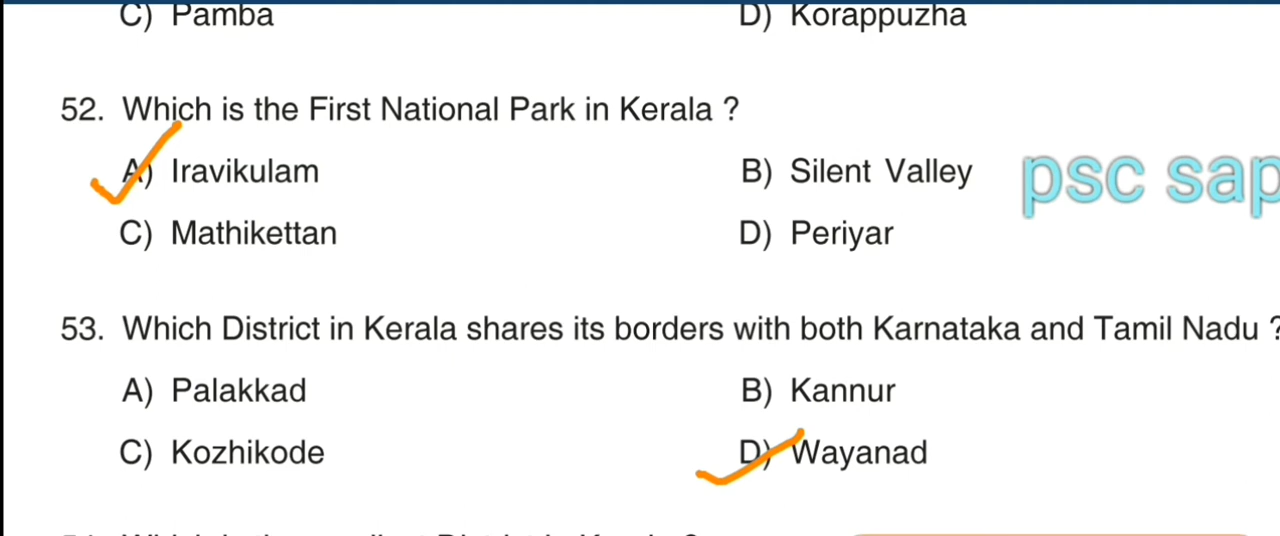 C) Pamba D) Korappuzha
52. Which is the First National Park in Kerala ?
A) Iravikulam B) Silent Valley psc sap
C) Mathikettan D) Periyar
53. Which District in Kerala shares its borders with both Karnataka and Tamil Nadu ?
A) Palakkad B) Kannur
C) Kozhikode D) Wayanad